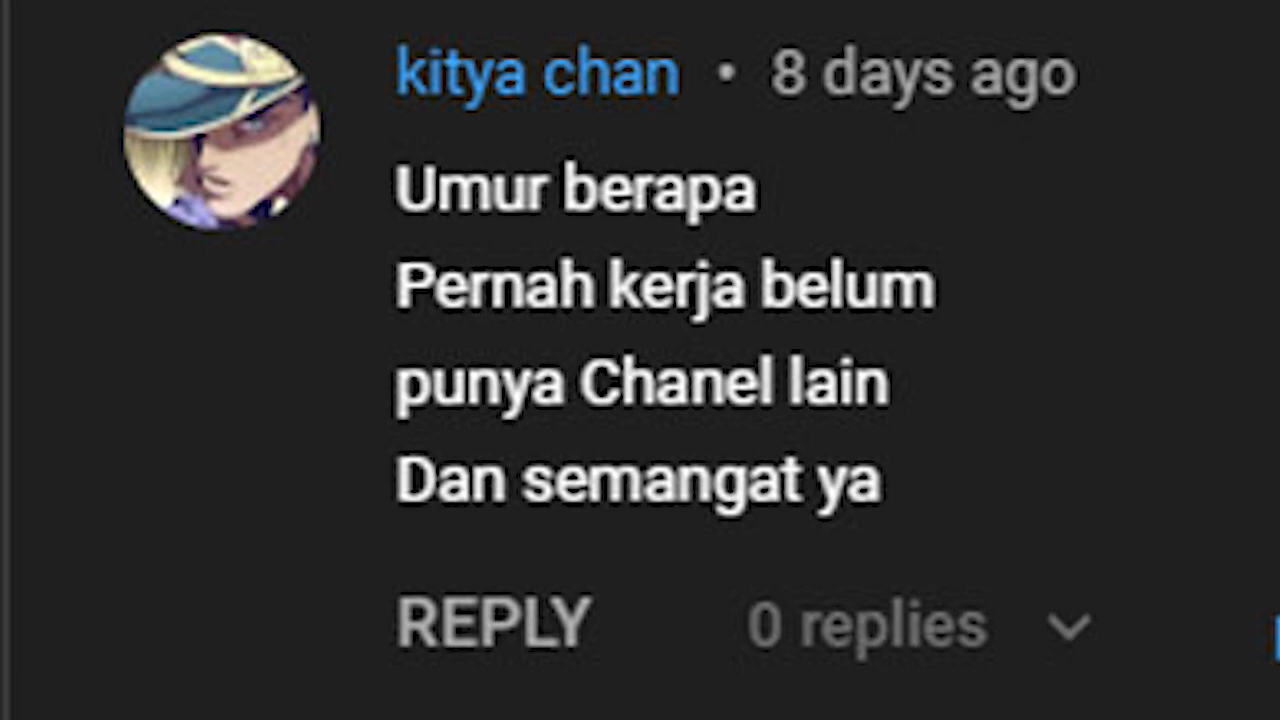 kitya chan • 8 days ago
Umur berapa
Pernah kerja belum
punya Chanel lain
Dan semangat ya
REPLY 0 replies